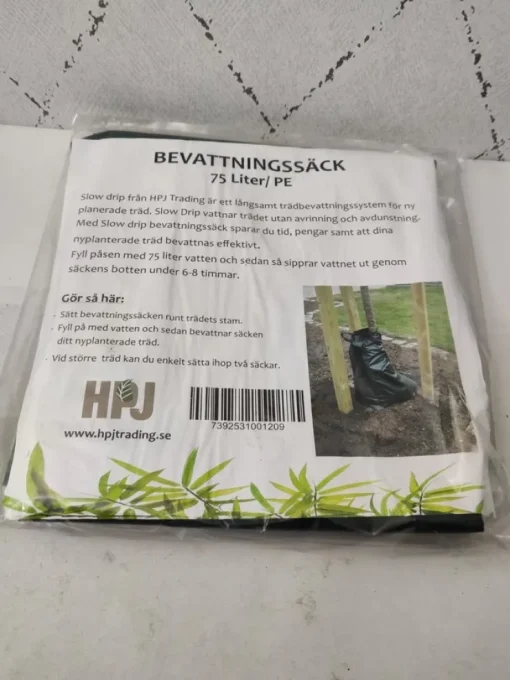 BEVATTNINGSSÄCK
75 Liter/ PE
Slow drip från HPJ Trading är ett långsamt trädbevattningssystem för ny
planerade träd. Slow Drip vattnar trädet utan avrinning och avdunstning.
Med Slow drip bevattningssäck sparar du tid, pengar samt att dina
nyplanterade träd bevattnas effektivt.
Fyll påsen med 75 liter vatten och sedan så sipprar vattnet ut genom
säckens botten under 6-8 timmar.
Gör så här:
· Sätt bevattningssäcken runt trädets stam.
· Fyll på med vatten och sedan bevattnar säcken
ditt nyplanterade träd.
· Vid större träd kan du enkelt sätta ihop två säckar.
HPJ
www.hpjtrading.se
7392531001209